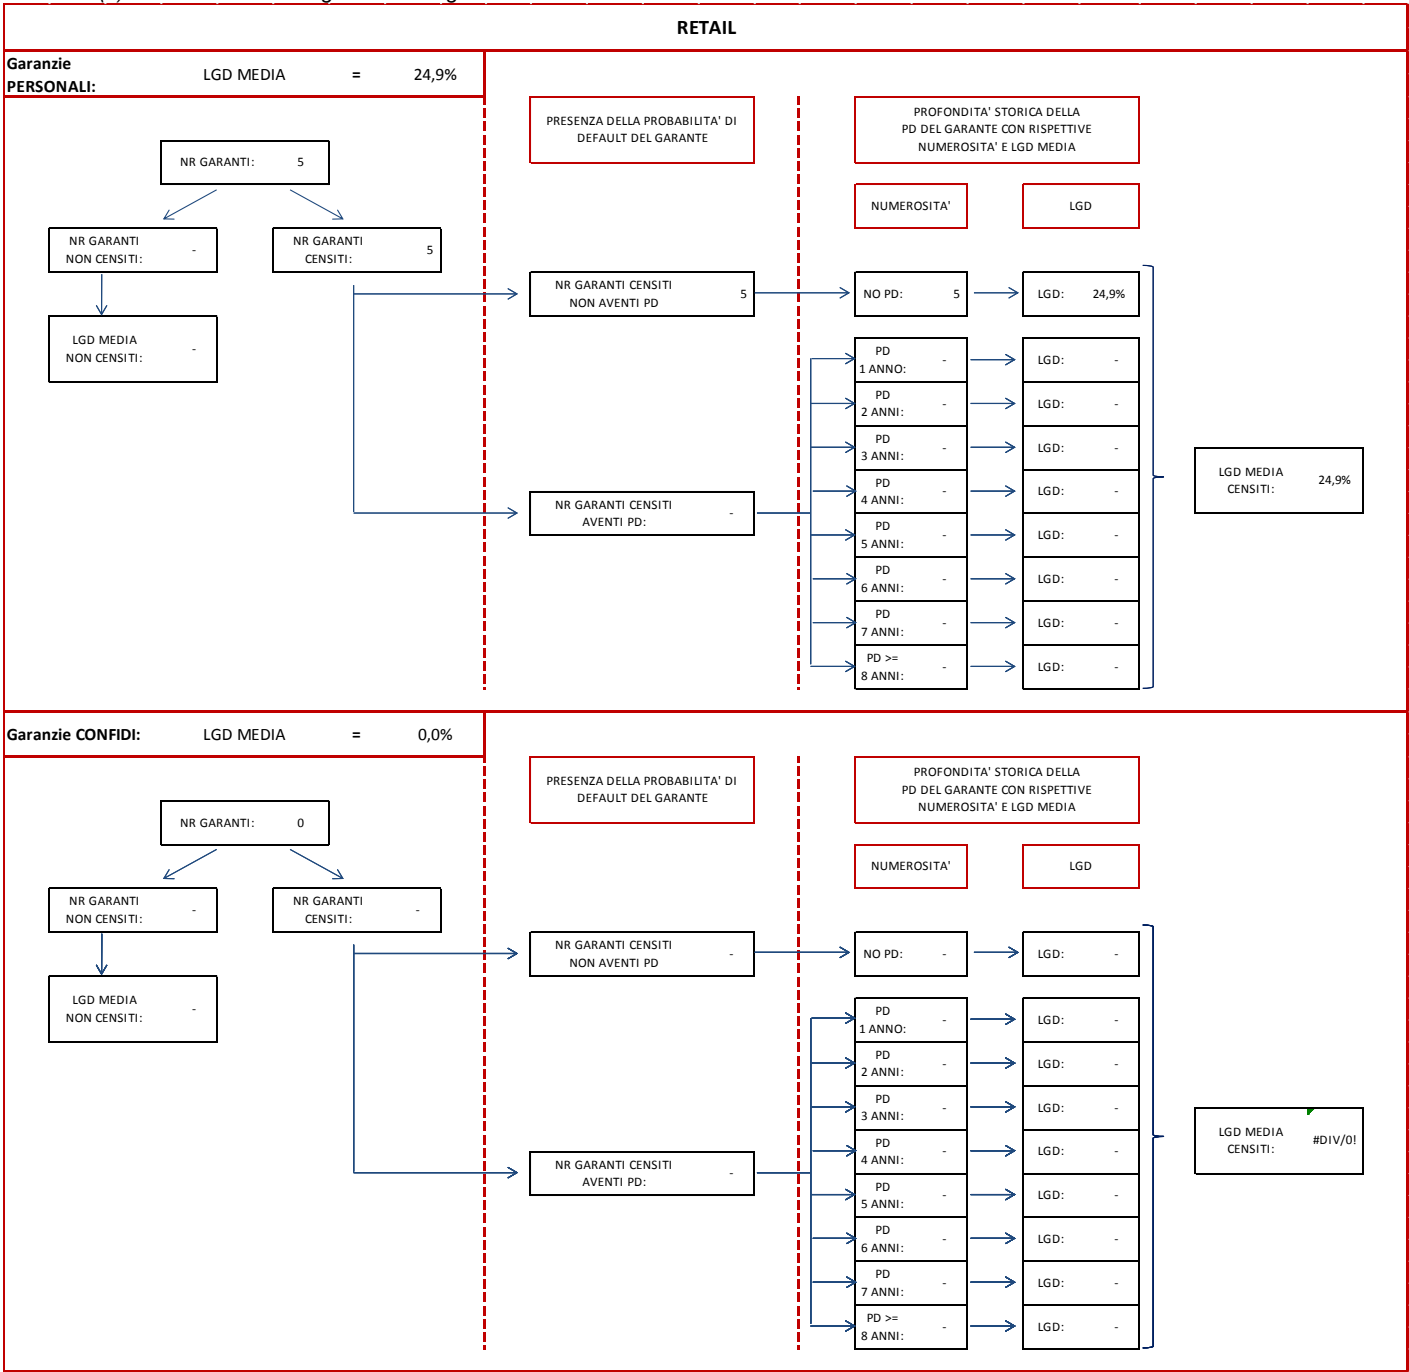 RETAIL
Garanzie
PERSONALI:
LGD MEDIA = 24,9%
PRESENZA DELLA PROBABILITA' DI
DEFAULT DEL GARANTE
PROFONDITA' STORICA DELLA
PD DEL GARANTE CON RISPETTIVE
NUMEROSITA' E LGD MEDIA
NR GARANTI: 5
NUMEROSITA'
LGD
NR GARANTI
NON CENSITI: -
NR GARANTI
CENSITI: 5
NR GARANTI CENSITI
NON AVENTI PD 5
NO PD: 5
LGD: 24,9%
LGD MEDIA
NON CENSITI: -
PD
1 ANNO: -
LGD: -
PD
2 ANNI: -
LGD: -
PD
3 ANNI: -
LGD: -
PD
4 ANNI: -
LGD: -
LGD MEDIA
CENSITI: 24,9%
NR GARANTI CENSITI
AVENTI PD: -
PD
5 ANNI: -
LGD: -
PD
6 ANNI: -
LGD: -
PD
7 ANNI: -
LGD: -
PD >=
8 ANNI: -
LGD: -
Garanzie CONFIDI: LGD MEDIA = 0,0%
PRESENZA DELLA PROBABILITA' DI
DEFAULT DEL GARANTE
PROFONDITA' STORICA DELLA
PD DEL GARANTE CON RISPETTIVE
NUMEROSITA' E LGD MEDIA
NR GARANTI: 0
NUMEROSITA'
LGD
NR GARANTI
NON CENSITI: -
NR GARANTI
CENSITI: -
NR GARANTI CENSITI
NON AVENTI PD -
NO PD: -
LGD: -
LGD MEDIA
NON CENSITI: -
PD
1 ANNO: -
LGD: -
PD
2 ANNI: -
LGD: -
PD
3 ANNI: -
LGD: -
PD
4 ANNI: -
LGD: -
LGD MEDIA
CENSITI: #DIV/0!
NR GARANTI CENSITI
AVENTI PD: -
PD
5 ANNI: -
LGD: -
PD
6 ANNI: -
LGD: -
PD
7 ANNI: -
LGD: -
PD >=
8 ANNI: -
LGD: -